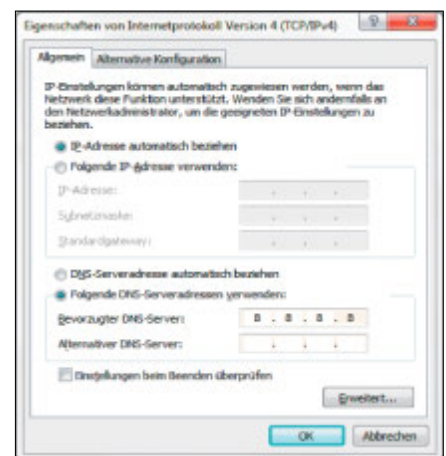 Eigenschaften von Internetprotokoll Version 4 (TCP/IPv4)
Allgemein Alternative Konfiguration
IP-Einstellungen können automatisch zugewiesen werden, wenn das
Netzwerk diese Funktion unterstützt. Wenden Sie sich andernfalls an
den Netzwerkadministrator, um die geeigneten IP-Einstellungen zu
beziehen.
IP-Adresse automatisch beziehen
Folgende IP-Adresse verwenden:
IP-Adresse:
Subnetzmaske:
Standardgateway:
DNS-Serveradresse automatisch beziehen
Folgende DNS-Serveradressen verwenden:
Bevorzugter DNS-Server: 8 . 8 . 8 . 8
Alternativer DNS-Server:
Einstellungen beim Beenden überprüfen
Erweitert...
OK Abbrechen